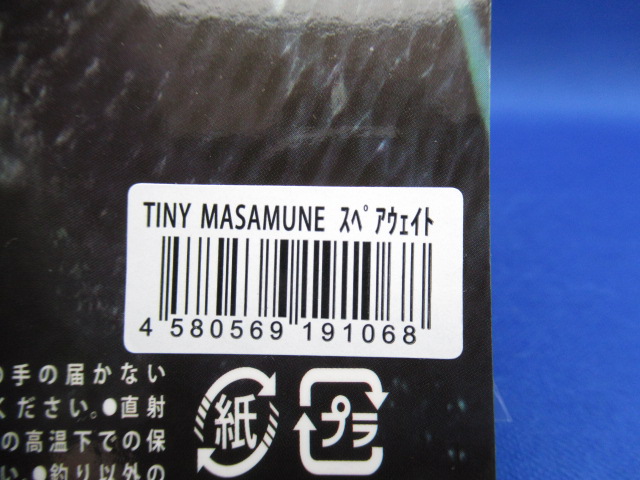 TINY MASAMUNE ｽﾍﾟｱｳｪｲﾄ
4 580569 191068
の手の届かない
ください。●直射
の高温下での保
い。●釣り以外の
紙
プラ